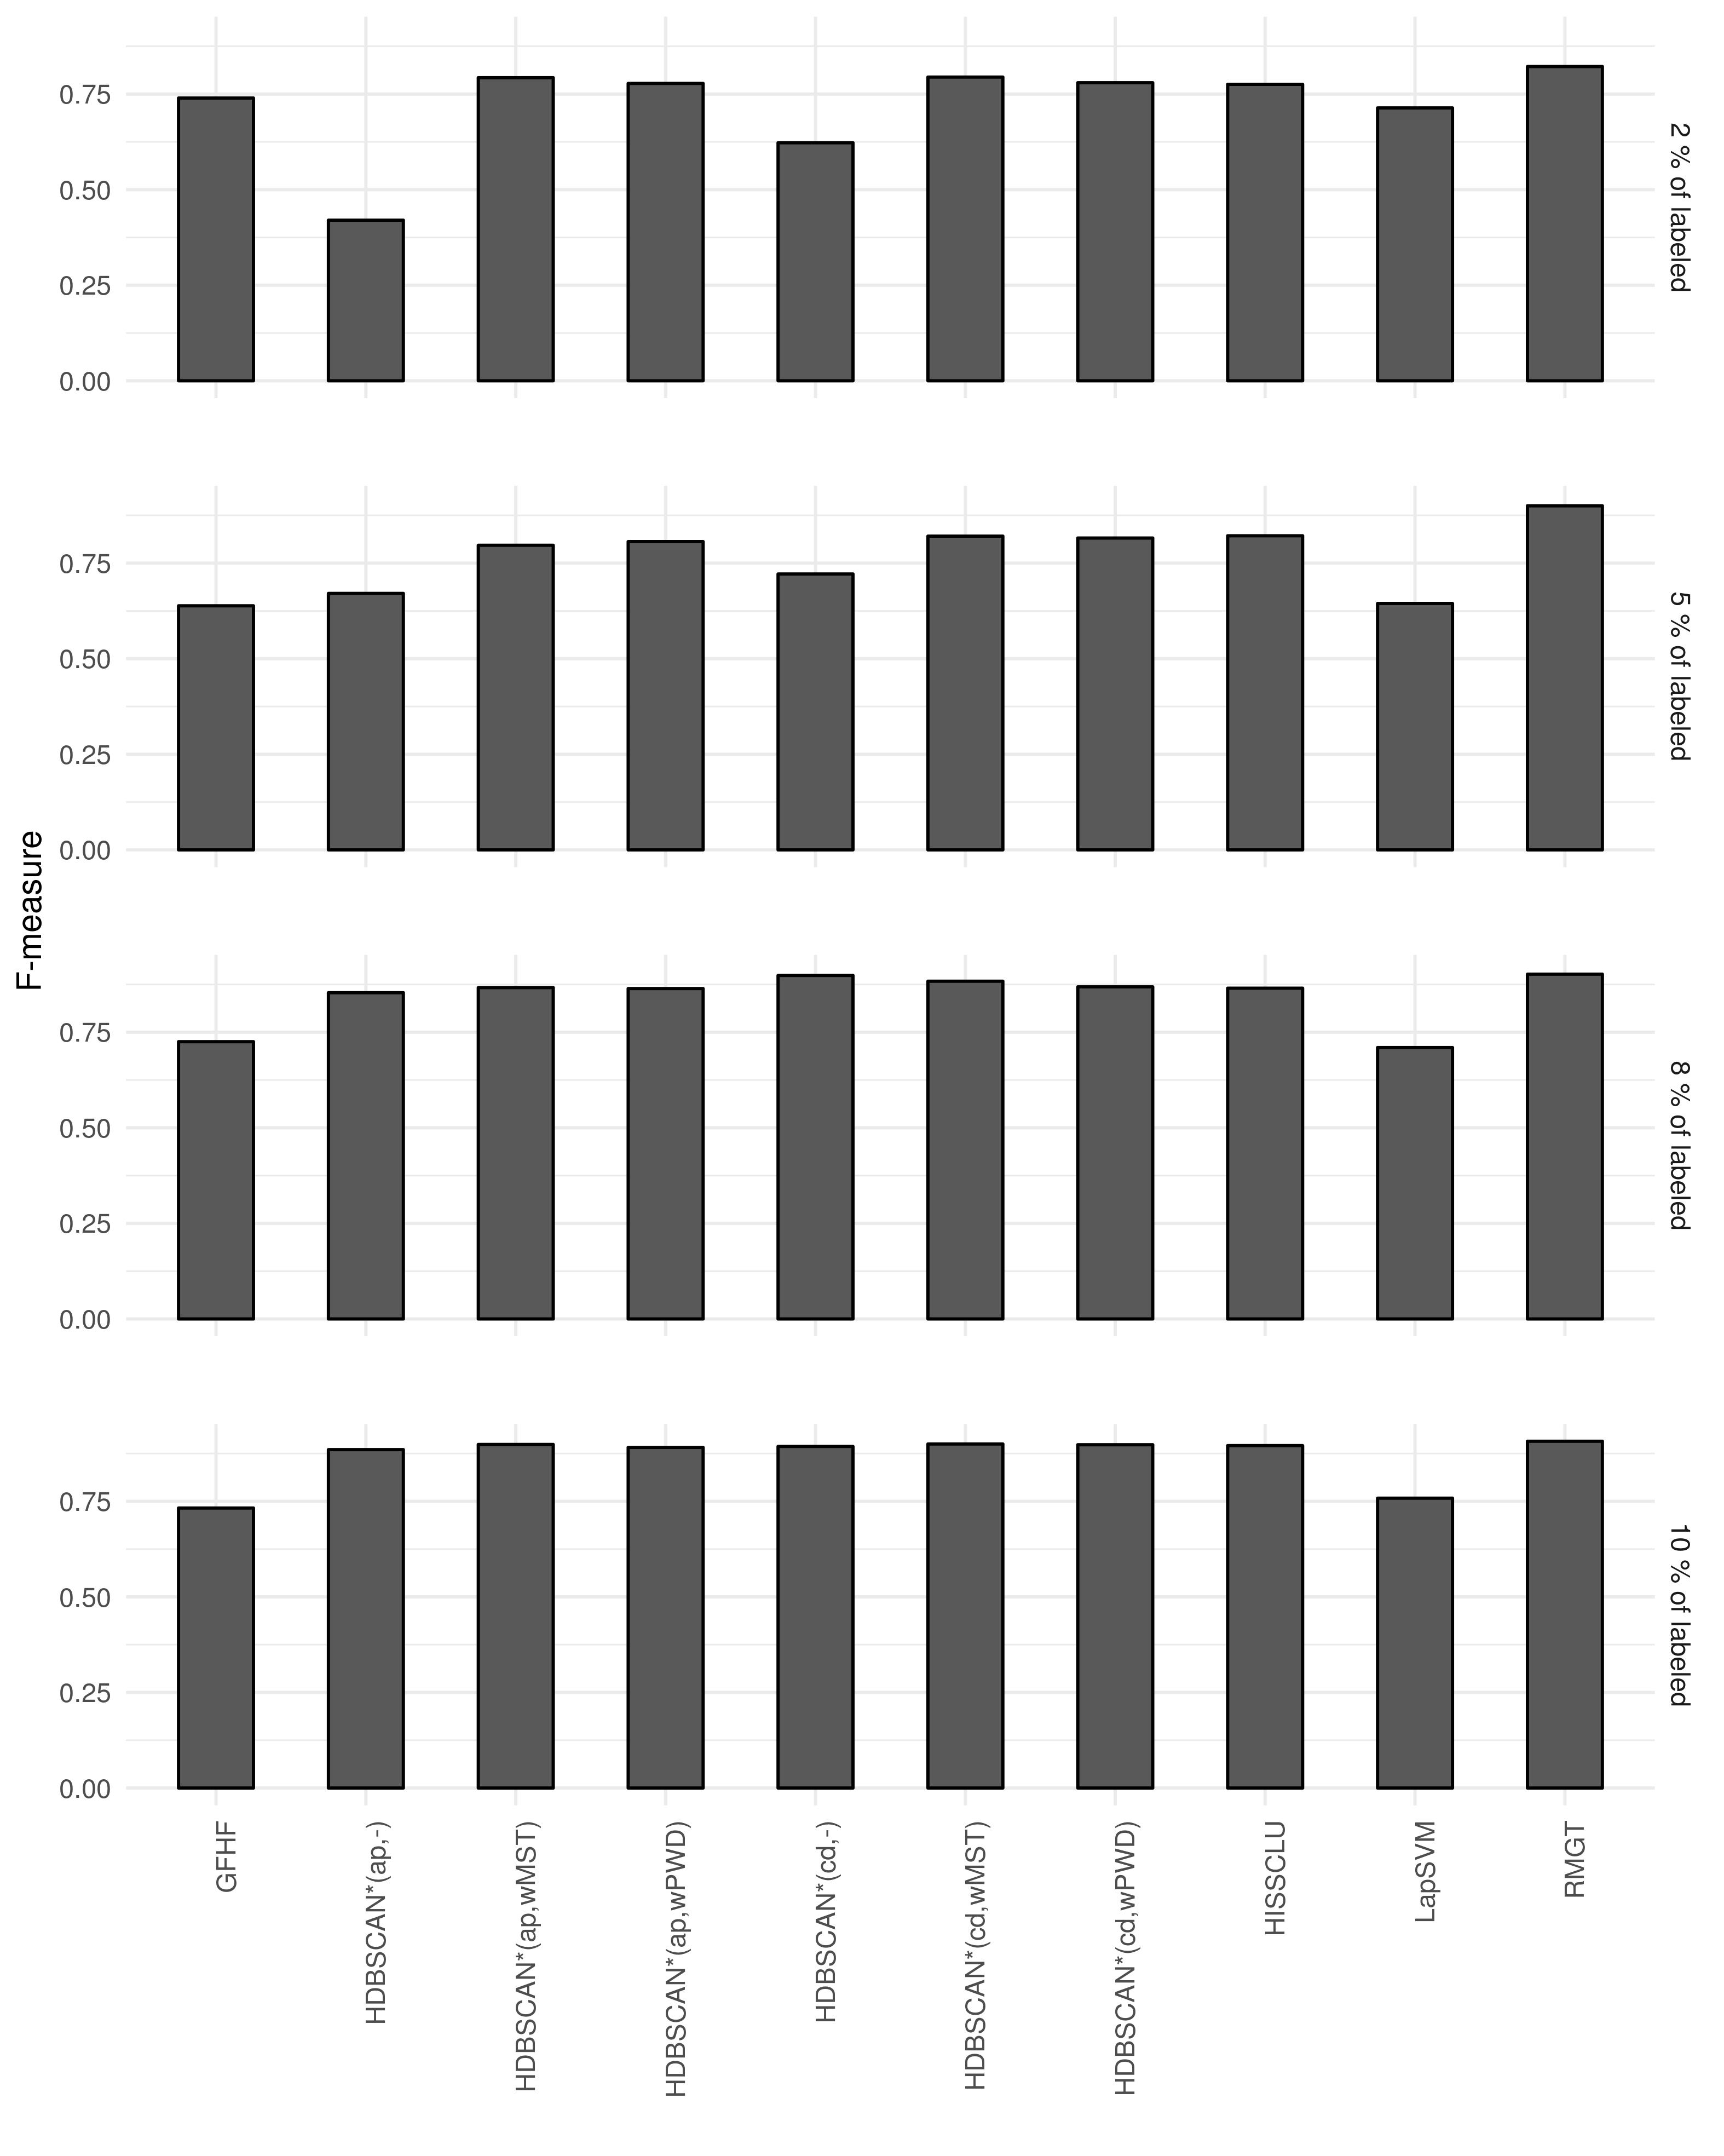 F-measure
0.75
0.50
0.25
0.00
2 % of labeled
0.75
0.50
0.25
0.00
5 % of labeled
0.75
0.50
0.25
0.00
8 % of labeled
0.75
0.50
0.25
0.00
10 % of labeled
GFHF
HDBSCAN*(ap,-)
HDBSCAN*(ap,wMST)
HDBSCAN*(ap,wPWD)
HDBSCAN*(cd,-)
HDBSCAN*(cd,wMST)
HDBSCAN*(cd,wPWD)
HISSCLU
LapSVM
RMGT